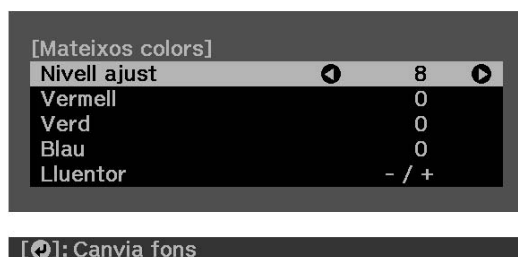 [Mateixos colors]
Nivell ajust 8
Vermell 0
Verd 0
Blau 0
Lluentor - / +
[↵]: Canvia fons